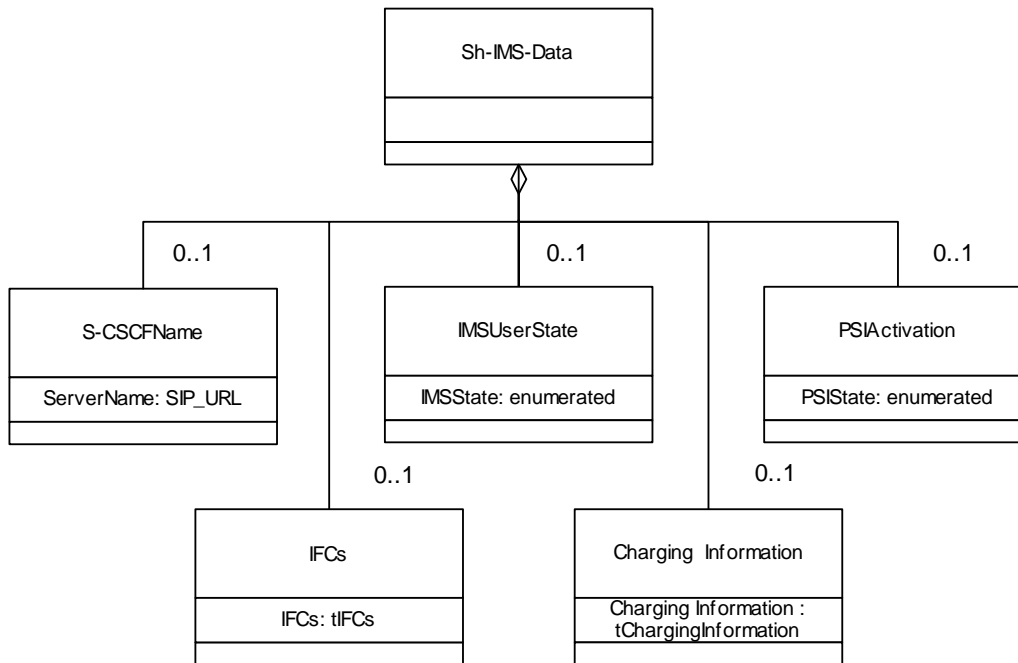 Sh-IMS-Data
0..1
0..1
0..1
S-CSCFName
IMSUserState
PSIActivation
ServerName: SIP_URL
IMSState: enumerated
PSIState: enumerated
0..1
0..1
IFCs
Charging Information
IFCs: tIFCs
Charging Information :
tChargingInformation